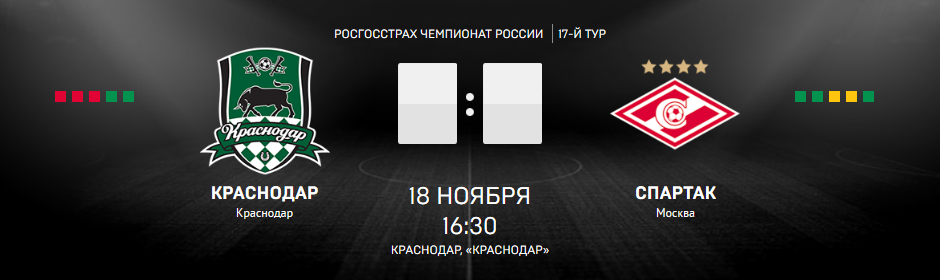 РОСГОССТРАХ ЧЕМПИОНАТ РОССИИ | 17-Й ТУР
Краснодар
:
С
КРАСНОДАР
Краснодар
18 НОЯБРЯ
16:30
КРАСНОДАР, «КРАСНОДАР»
СПАРТАК
Москва